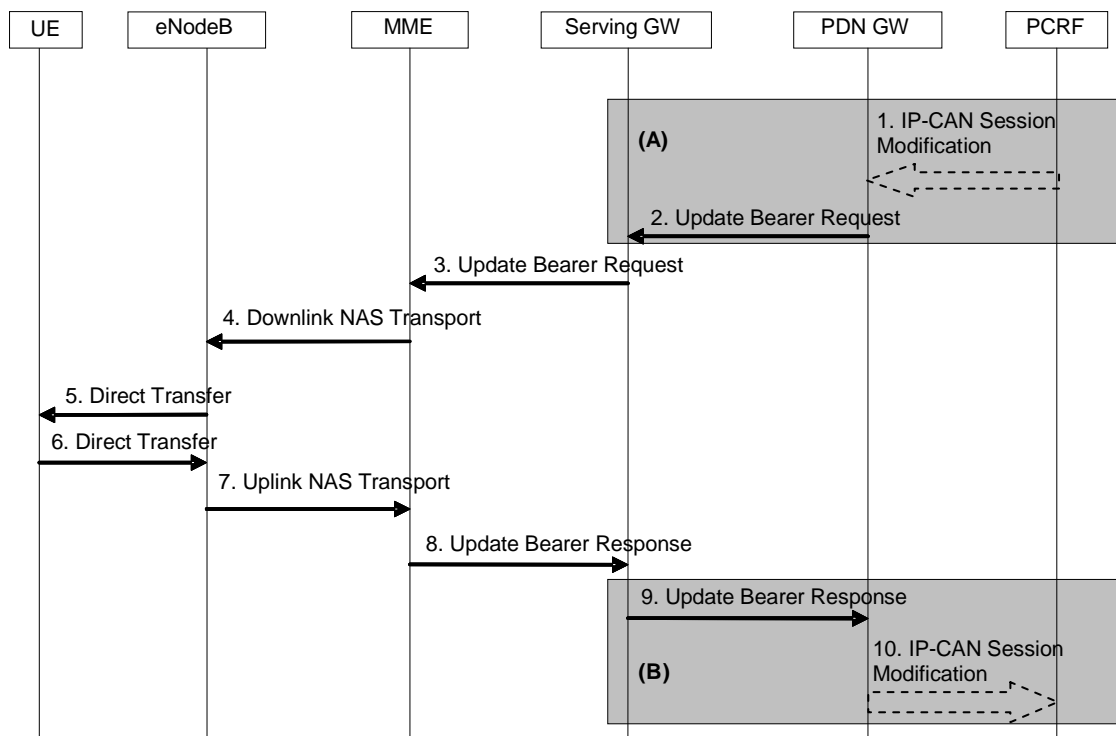 UE
eNodeB
MME
Serving GW
PDN GW
PCRF
(A)
1. IP-CAN Session
Modification
2. Update Bearer Request
3. Update Bearer Request
4. Downlink NAS Transport
5. Direct Transfer
6. Direct Transfer
7. Uplink NAS Transport
8. Update Bearer Response
9. Update Bearer Response
(B)
10. IP-CAN Session
Modification